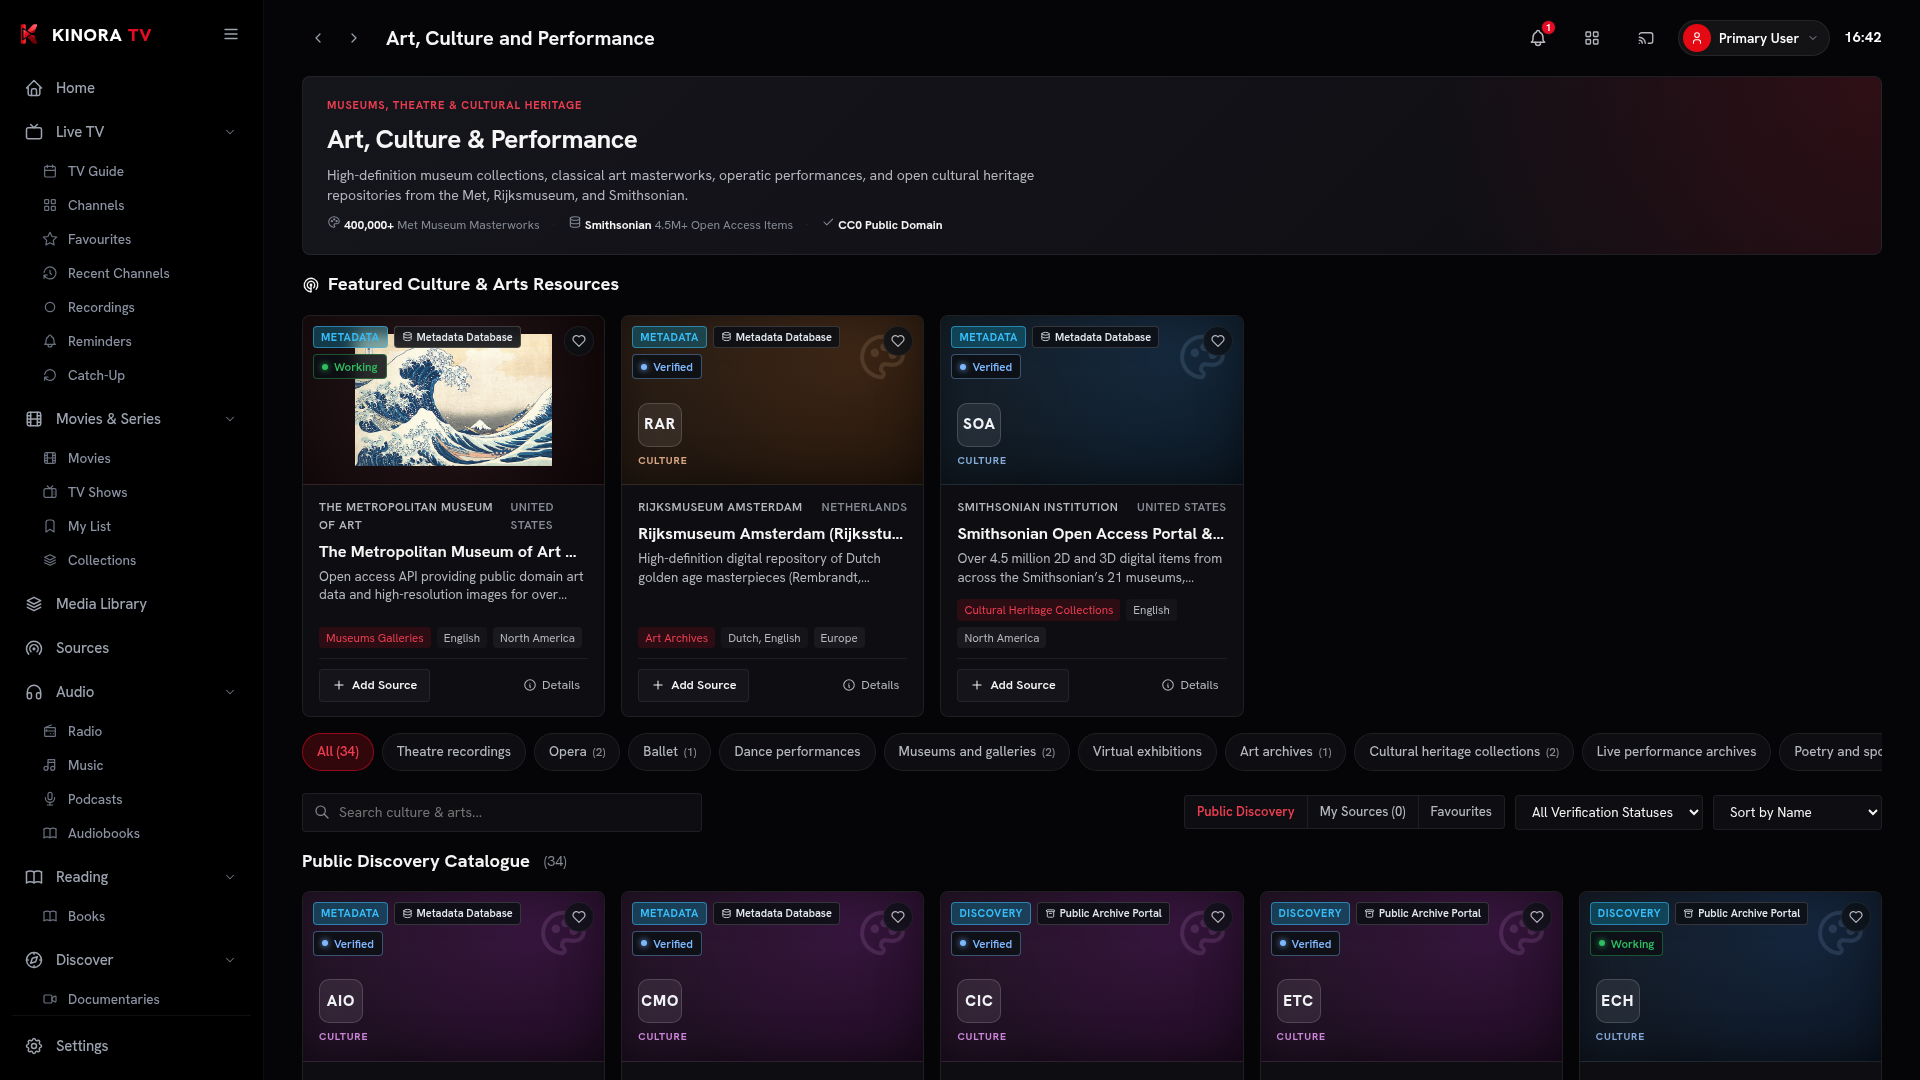 KINORA TV
Home
Live TV
TV Guide
Channels
Favourites
Recent Channels
Recordings
Reminders
Catch-Up
Movies & Series
Movies
TV Shows
My List
Collections
Media Library
Sources
Audio
Radio
Music
Podcasts
Audiobooks
Reading
Books
Discover
Documentaries
Settings
Art, Culture and Performance
1
Primary User
16:42
MUSEUMS, THEATRE & CULTURAL HERITAGE
Art, Culture & Performance
High-definition museum collections, classical art masterworks, operatic performances, and open cultural heritage
repositories from the Met, Rijksmuseum, and Smithsonian.
400,000+ Met Museum Masterworks · Smithsonian 4.5M+ Open Access Items · CC0 Public Domain
Featured Culture & Arts Resources
METADATA Metadata Database
Working
THE METROPOLITAN MUSEUM OF ART UNITED STATES
The Metropolitan Museum of Art ...
Open access API providing public domain art
data and high-resolution images for over...
Museums Galleries English North America
Add Source Details
METADATA Metadata Database
Verified
RAR
CULTURE
RIJKSMUSEUM AMSTERDAM NETHERLANDS
Rijksmuseum Amsterdam (Rijksstu...
High-definition digital repository of Dutch
golden age masterpieces (Rembrandt,...
Art Archives Dutch, English Europe
Add Source Details
METADATA Metadata Database
Verified
SOA
CULTURE
SMITHSONIAN INSTITUTION UNITED STATES
Smithsonian Open Access Portal &...
Over 4.5 million 2D and 3D digital items from
across the Smithsonian's 21 museums,...
Cultural Heritage Collections English
North America
Add Source Details
All (34) Theatre recordings Opera (2) Ballet (1) Dance performances Museums and galleries (2) Virtual exhibitions Art archives (1) Cultural heritage collections (2) Live performance archives Poetry and spo
Search culture & arts...
Public Discovery My Sources (0) Favourites All Verification Statuses Sort by Name
Public Discovery Catalogue (34)
METADATA Metadata Database
Verified
AIO
CULTURE
METADATA Metadata Database
Verified
CMO
CULTURE
DISCOVERY Public Archive Portal
Verified
CIC
CULTURE
DISCOVERY Public Archive Portal
Verified
ETC
CULTURE
DISCOVERY Public Archive Portal
Working
ECH
CULTURE